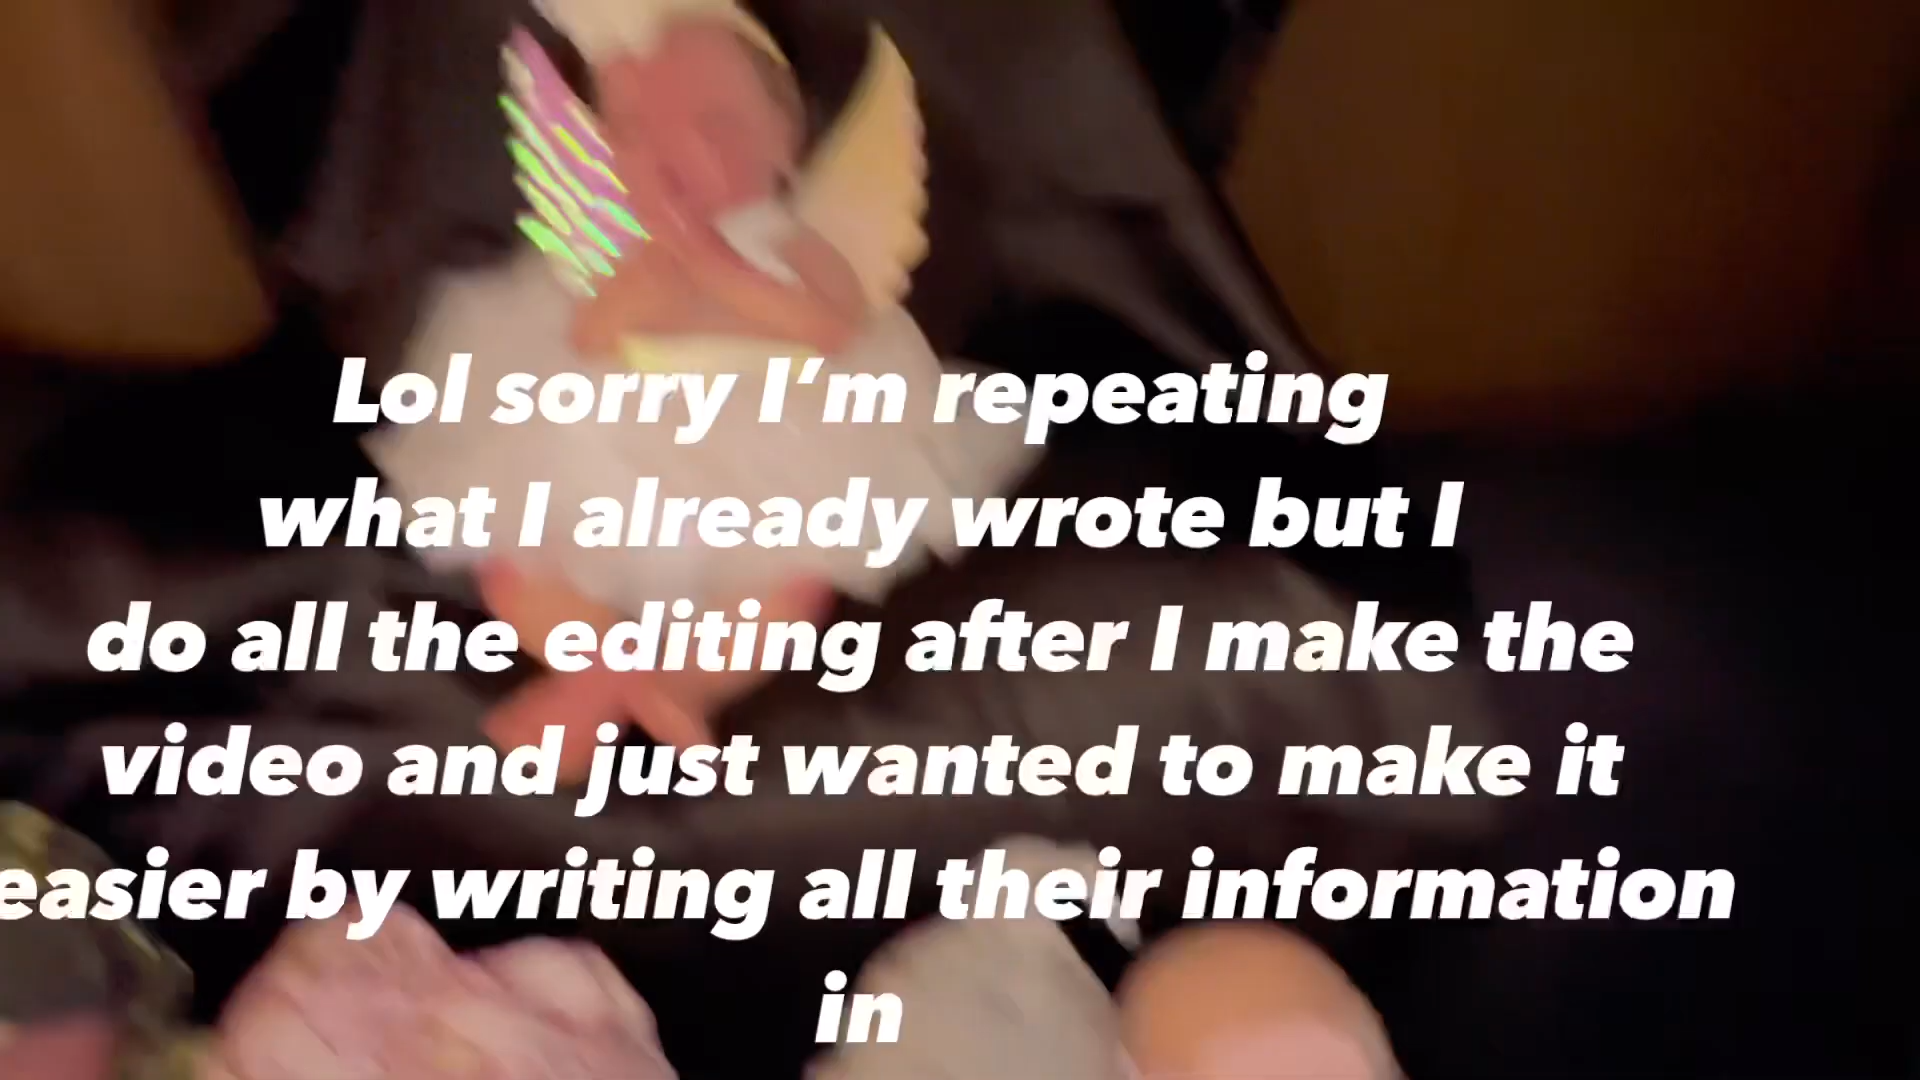 Lol sorry I’m repeating
what I already wrote but I
do all the editing after I make the
video and just wanted to make it
easier by writing all their information
in